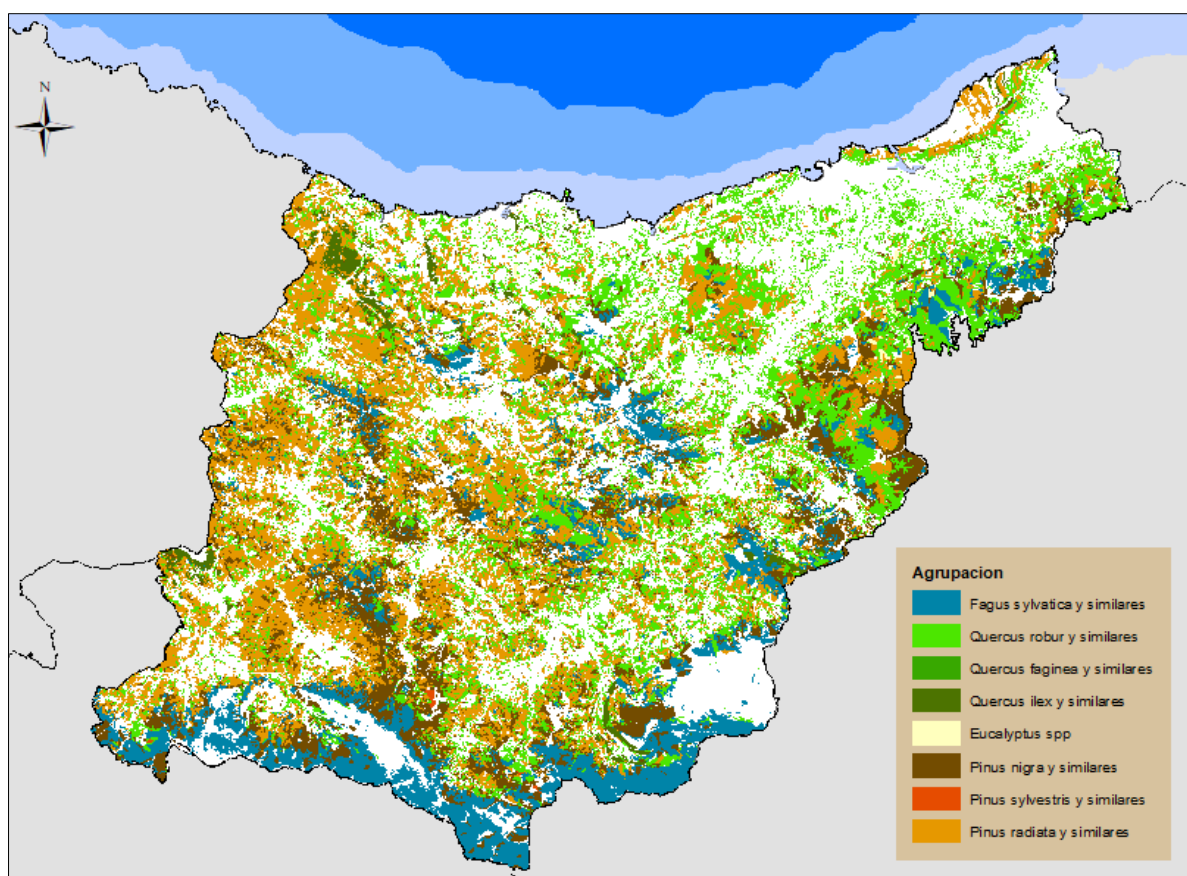 N
Agrupacion
Fagus sylvatica y similares
Quercus robur y similares
Quercus faginea y similares
Quercus ilex y similares
Eucalyptus spp
Pinus nigra y similares
Pinus sylvestris y similares
Pinus radiata y similares